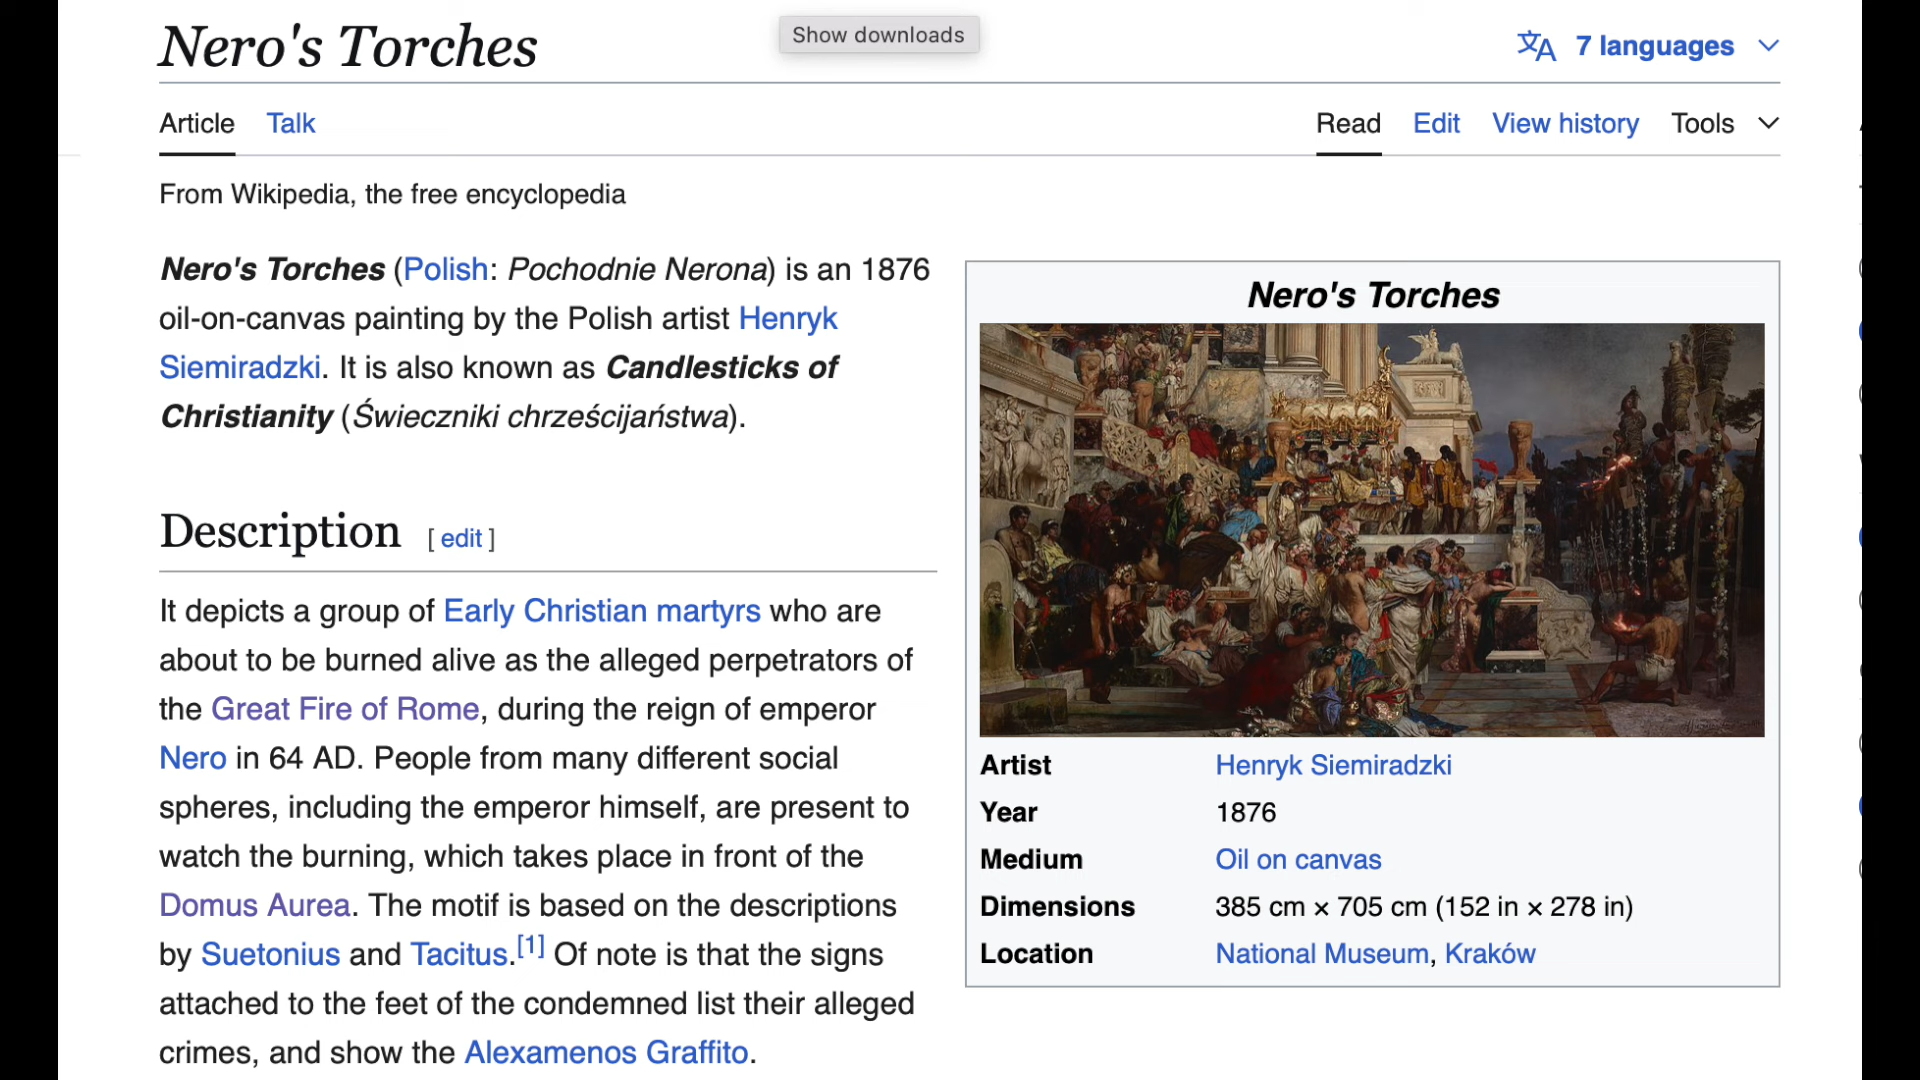 Nero's Torches
Show downloads
7 languages
Article Talk
Read Edit View history Tools
From Wikipedia, the free encyclopedia
Nero's Torches (Polish: Pochodnie Nerona) is an 1876
oil-on-canvas painting by the Polish artist Henryk
Siemiradzki. It is also known as Candlesticks of
Christianity (Świeczniki chrześcijaństwa).
Description [ edit ]
It depicts a group of Early Christian martyrs who are
about to be burned alive as the alleged perpetrators of
the Great Fire of Rome, during the reign of emperor
Nero in 64 AD. People from many different social
spheres, including the emperor himself, are present to
watch the burning, which takes place in front of the
Domus Aurea. The motif is based on the descriptions
by Suetonius and Tacitus.[1] Of note is that the signs
attached to the feet of the condemned list their alleged
crimes, and show the Alexamenos Graffito.
Nero's Torches
Artist Henryk Siemiradzki
Year 1876
Medium Oil on canvas
Dimensions 385 cm × 705 cm (152 in × 278 in)
Location National Museum, Kraków